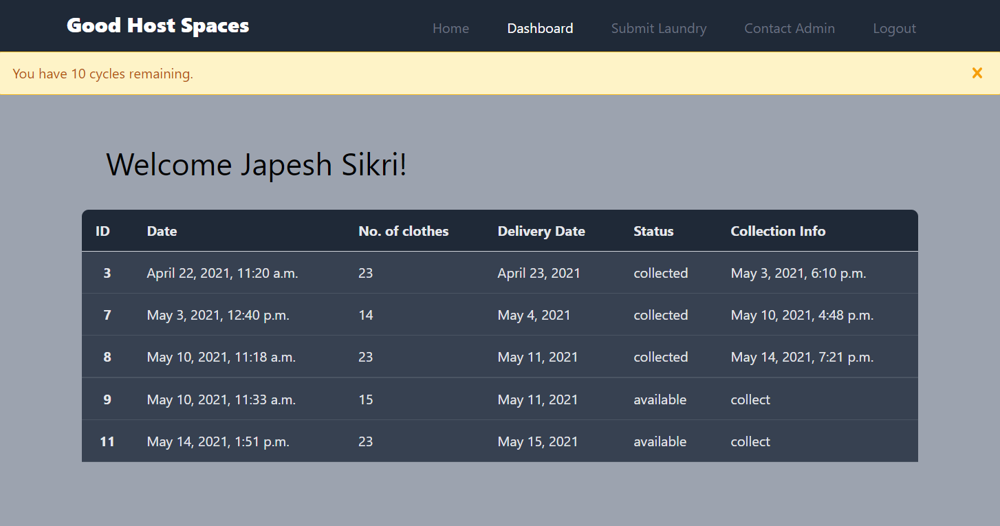 Good Host Spaces
Home Dashboard Submit Laundry Contact Admin Logout
You have 10 cycles remaining.
Welcome Japesh Sikri!
ID Date No. of clothes Delivery Date Status Collection Info
3 April 22, 2021, 11:20 a.m. 23 April 23, 2021 collected May 3, 2021, 6:10 p.m.
7 May 3, 2021, 12:40 p.m. 14 May 4, 2021 collected May 10, 2021, 4:48 p.m.
8 May 10, 2021, 11:18 a.m. 23 May 11, 2021 collected May 14, 2021, 7:21 p.m.
9 May 10, 2021, 11:33 a.m. 15 May 11, 2021 available collect
11 May 14, 2021, 1:51 p.m. 23 May 15, 2021 available collect